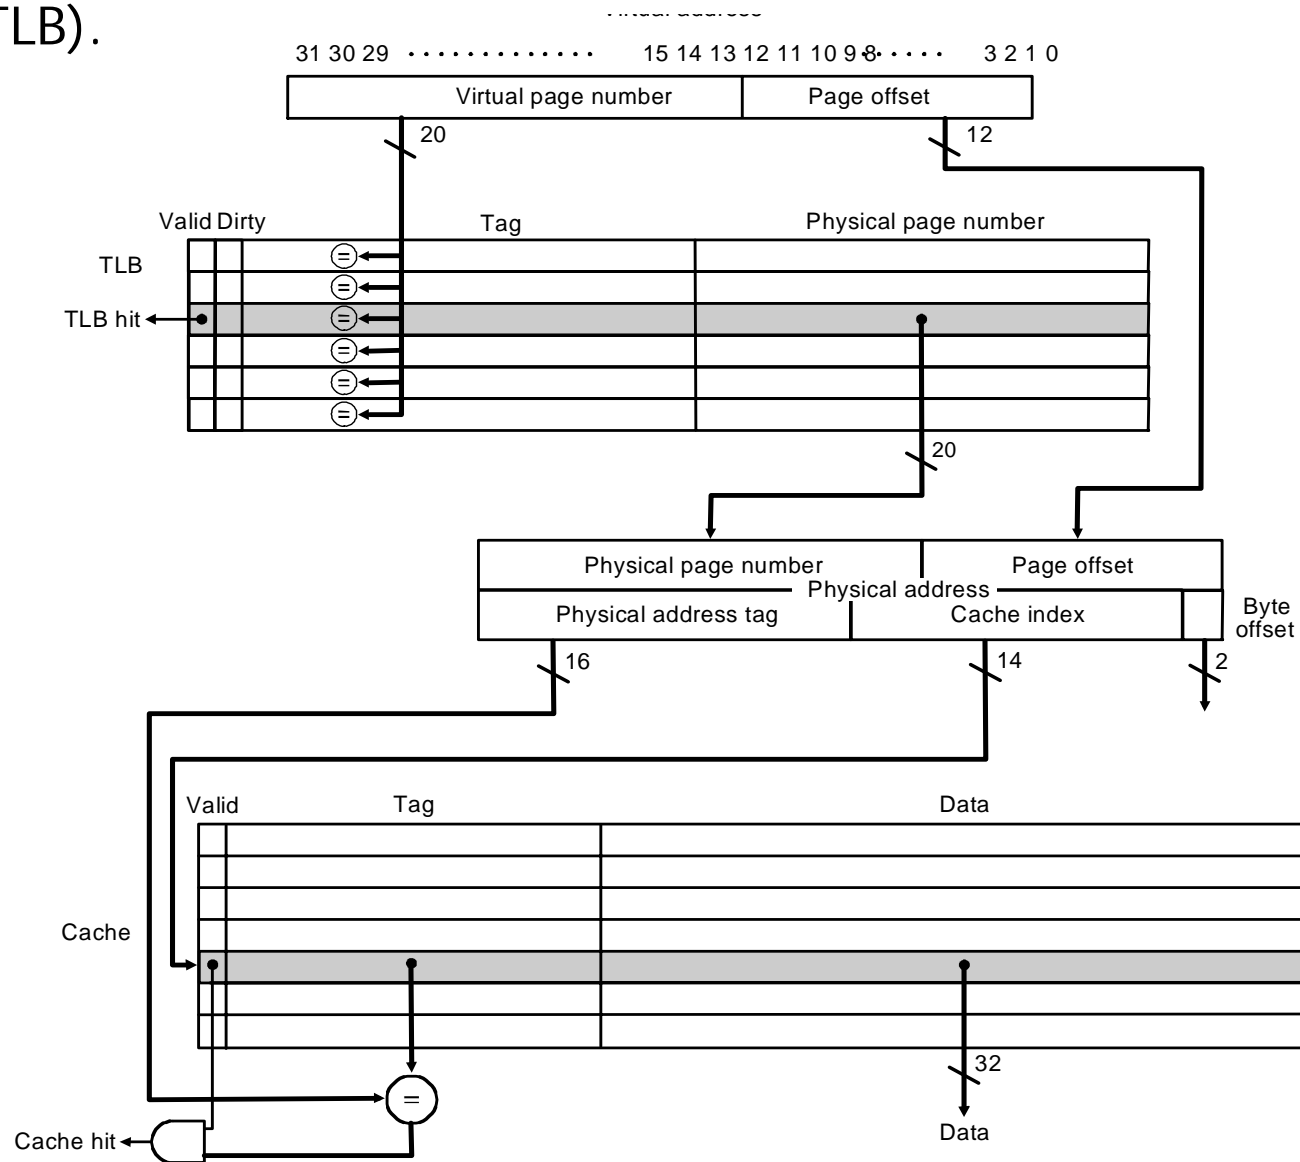 TLB).
31 30 29 ············· 15 14 13 12 11 10 9 8 ····· 3 2 1 0
Virtual page number Page offset
20 12
Valid Dirty Tag Physical page number
TLB
=
=
TLB hit =
=
=
=
20
Physical page number Page offset
Physical address
Physical address tag Cache index Byte
offset
16 14 2
Valid Tag Data
Cache
32
=
Cache hit Data